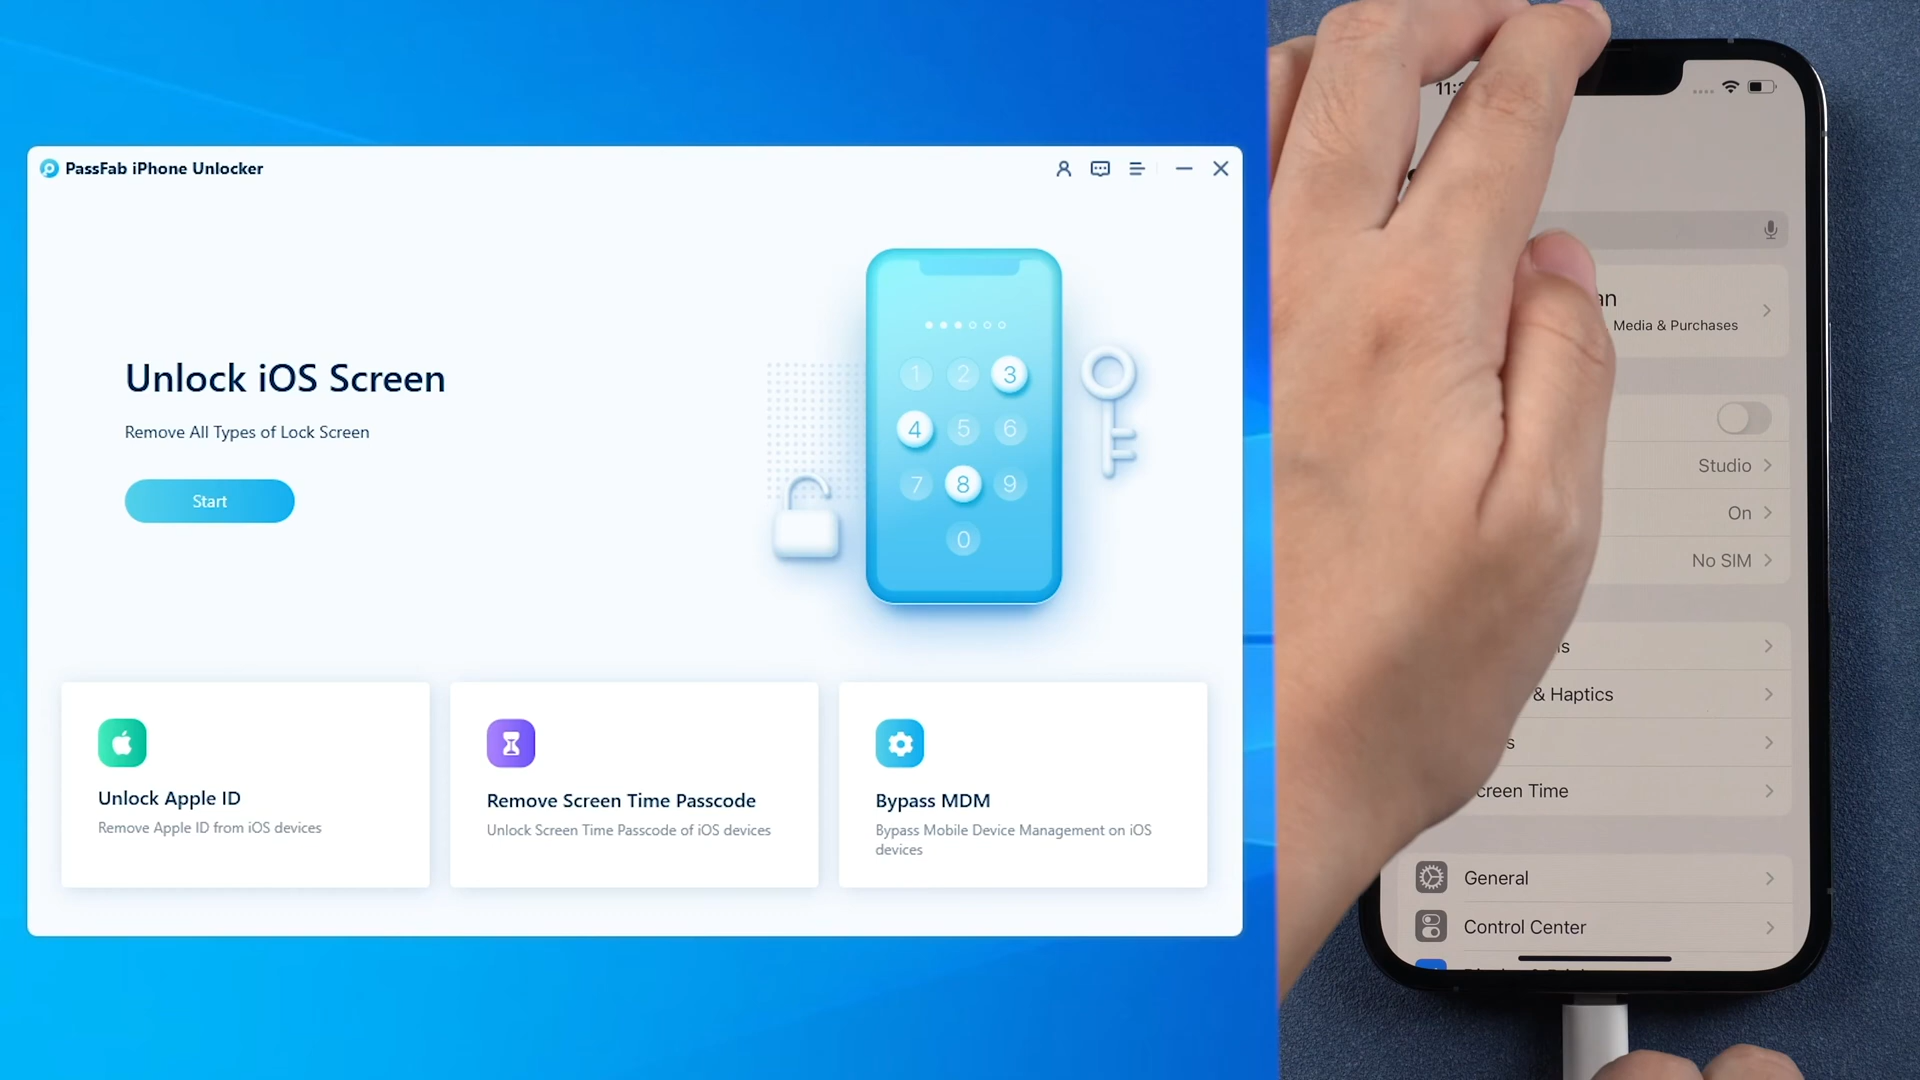 PassFab iPhone Unlocker
Unlock iOS Screen
Remove All Types of Lock Screen
Start
1 2 3
4 5 6
7 8 9
0
Unlock Apple ID
Remove Apple ID from iOS devices
Remove Screen Time Passcode
Unlock Screen Time Passcode of iOS devices
Bypass MDM
Bypass Mobile Device Management on iOS
devices
Media & Purchases
Studio
On
No SIM
& Haptics
Time
General
Control Center